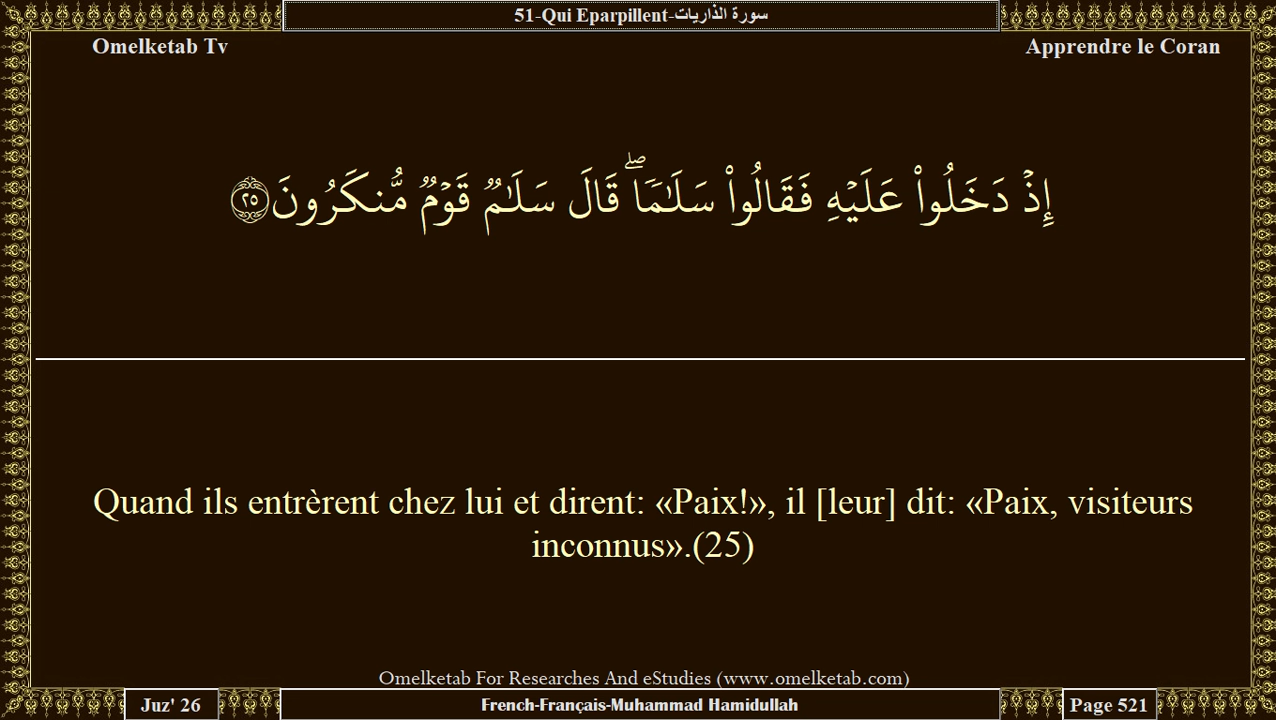 51-Qui Eparpillent-سورة الذاريات
Omelketab Tv
Apprendre le Coran
إِذْ دَخَلُوا۟ عَلَيْهِ فَقَالُوا۟ سَلَٰمًۭا ۖ قَالَ سَلَٰمٌۭ قَوْمٌۭ مُّنكَرُونَ ٢٥
Quand ils entrèrent chez lui et dirent: «Paix!», il [leur] dit: «Paix, visiteurs
inconnus».(25)
Omelketab For Researches And eStudies (www.omelketab.com)
Juz' 26
French-Français-Muhammad Hamidullah
Page 521